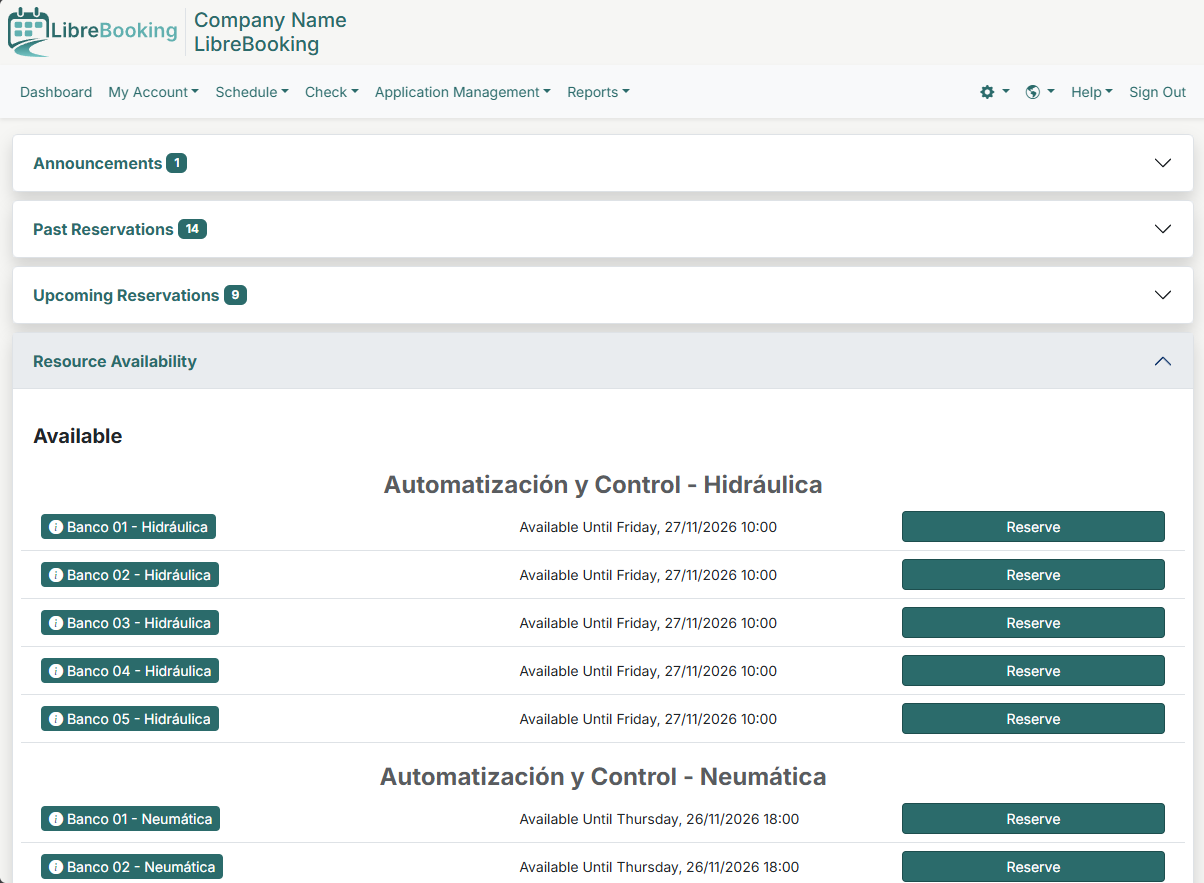 LibreBooking
Company Name
LibreBooking
Dashboard My Account Schedule Check Application Management Reports Help Sign Out
Announcements 1
Past Reservations 14
Upcoming Reservations 9
Resource Availability
Available
Automatización y Control - Hidráulica
Banco 01 - Hidráulica Available Until Friday, 27/11/2026 10:00 Reserve
Banco 02 - Hidráulica Available Until Friday, 27/11/2026 10:00 Reserve
Banco 03 - Hidráulica Available Until Friday, 27/11/2026 10:00 Reserve
Banco 04 - Hidráulica Available Until Friday, 27/11/2026 10:00 Reserve
Banco 05 - Hidráulica Available Until Friday, 27/11/2026 10:00 Reserve
Automatización y Control - Neumática
Banco 01 - Neumática Available Until Thursday, 26/11/2026 18:00 Reserve
Banco 02 - Neumática Available Until Thursday, 26/11/2026 18:00 Reserve